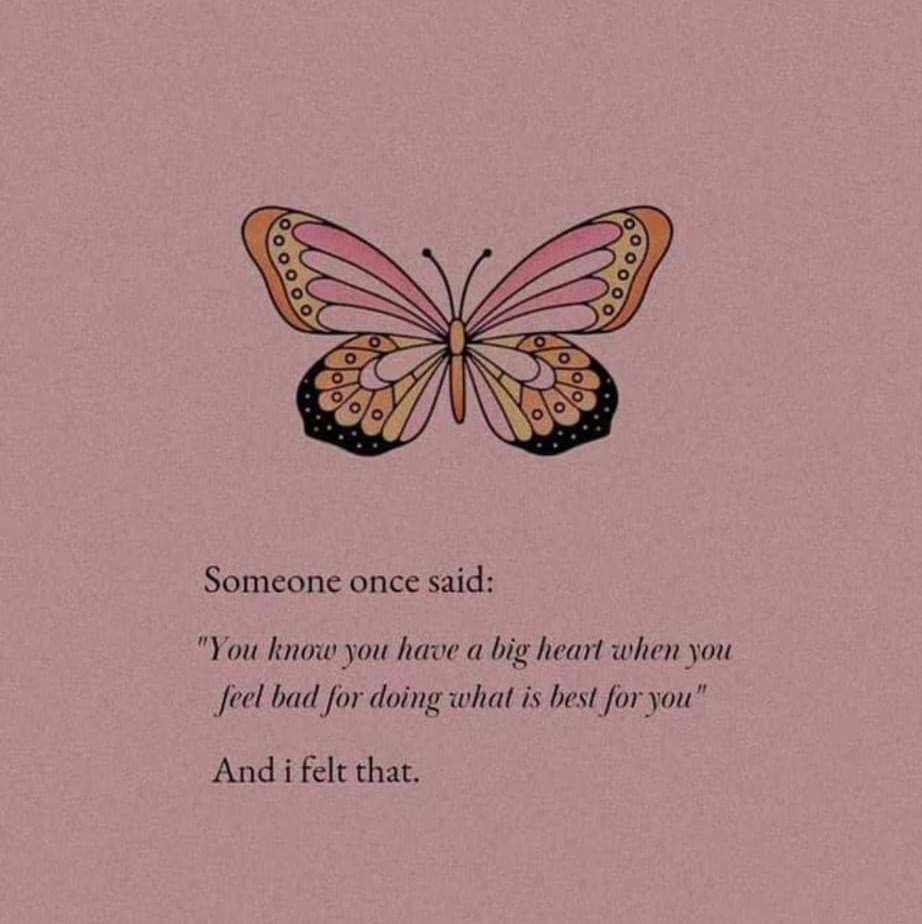 Someone once said:
"You know you have a big heart when you
feel bad for doing what is best for you"
And i felt that.